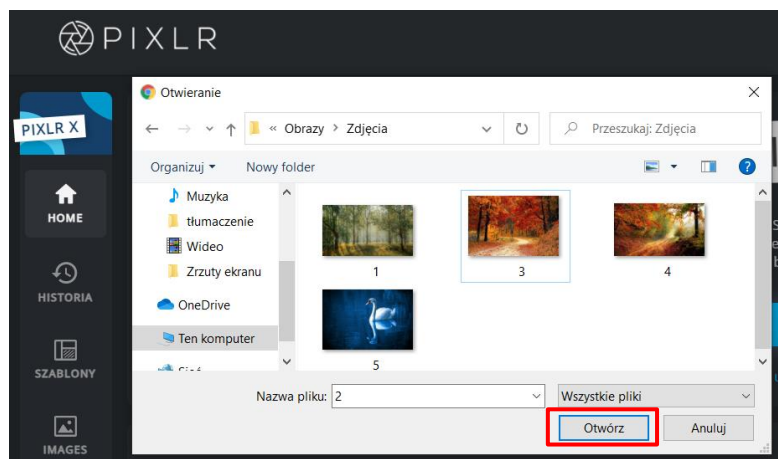 PIXLR
PIXLR X
HOME
HISTORIA
SZABLONY
IMAGES
Otwieranie
« Obrazy > Zdjęcia
Przeszukaj: Zdjęcia
Organizuj
Nowy folder
Muzyka
tłumaczenie
Wideo
Zrzuty ekranu
OneDrive
Ten komputer
1
3
4
5
Nazwa pliku: 2
Wszystkie pliki
Otwórz
Anuluj